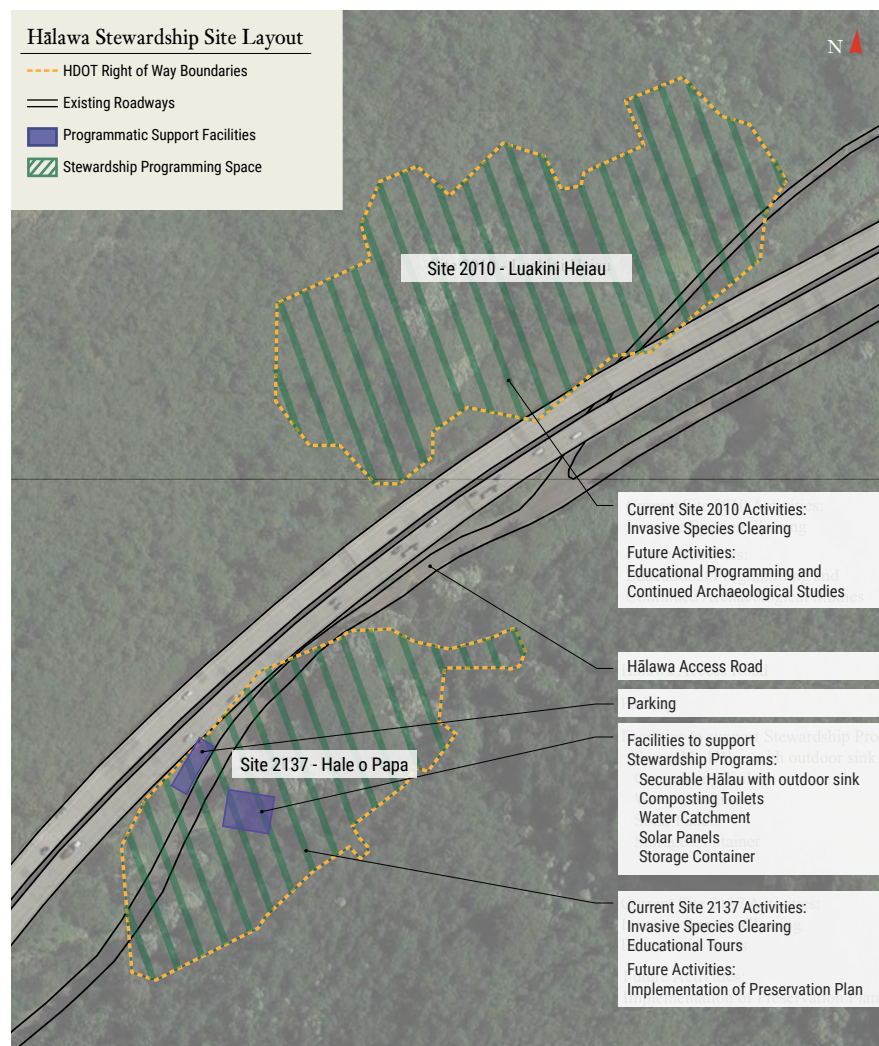 Hālawa Stewardship Site Layout
HDOT Right of Way Boundaries
Existing Roadways
Programmatic Support Facilities
Stewardship Programming Space
N
Site 2010 - Luakini Heiau
Current Site 2010 Activities:
Invasive Species Clearing
Future Activities:
Educational Programming and
Continued Archaeological Studies
Hālawa Access Road
Parking
Site 2137 - Hale o Papa
Facilities to support
Stewardship Programs:
Securable Hālau with outdoor sink
Composting Toilets
Water Catchment
Solar Panels
Storage Container
Current Site 2137 Activities:
Invasive Species Clearing
Educational Tours
Future Activities:
Implementation of Preservation Plan